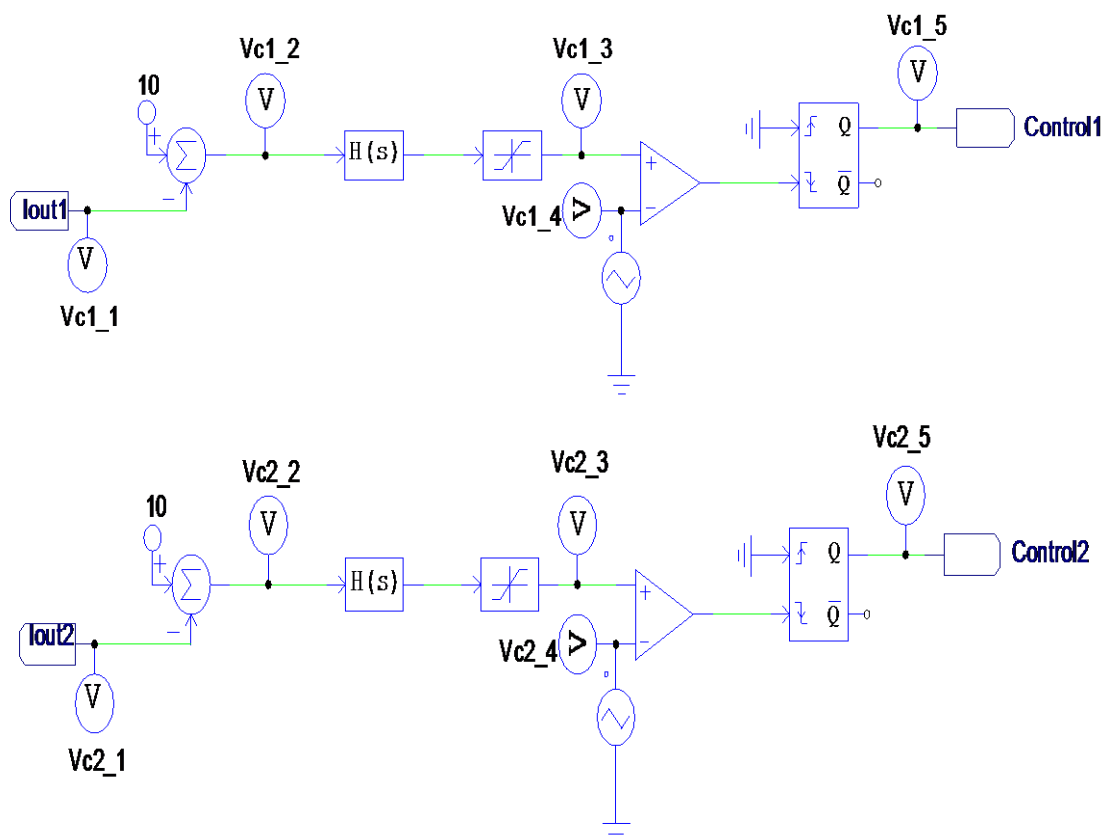 Vc1_2
Vc1_3
Vc1_5
10
V
V
V
+
Σ
H(s)
Q
Control1
+
−
Q̅
Iout1
−
Vc1_4
V
V
Vc1_1
Vc2_2
Vc2_3
Vc2_5
10
V
V
V
+
Σ
H(s)
Q
Control2
+
−
Q̅
Iout2
−
Vc2_4
V
V
Vc2_1